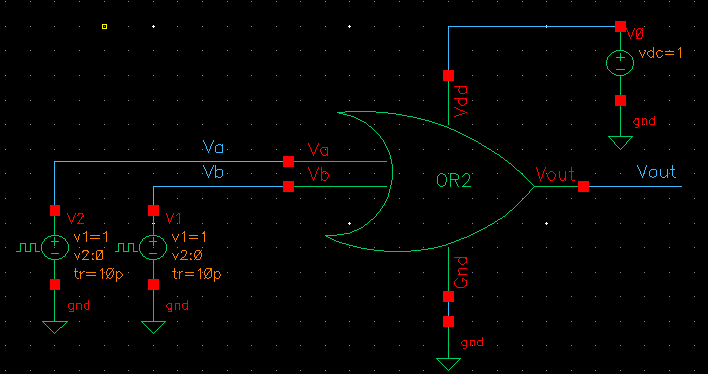 V0
vdc=1
gnd
Vdd
Va
Va
Vb
Vb
OR2
Vout
Vout
V2
v1=1
v2:0
tr=10p
gnd
V1
v1=1
v2:0
tr=10p
gnd
Gnd
gnd